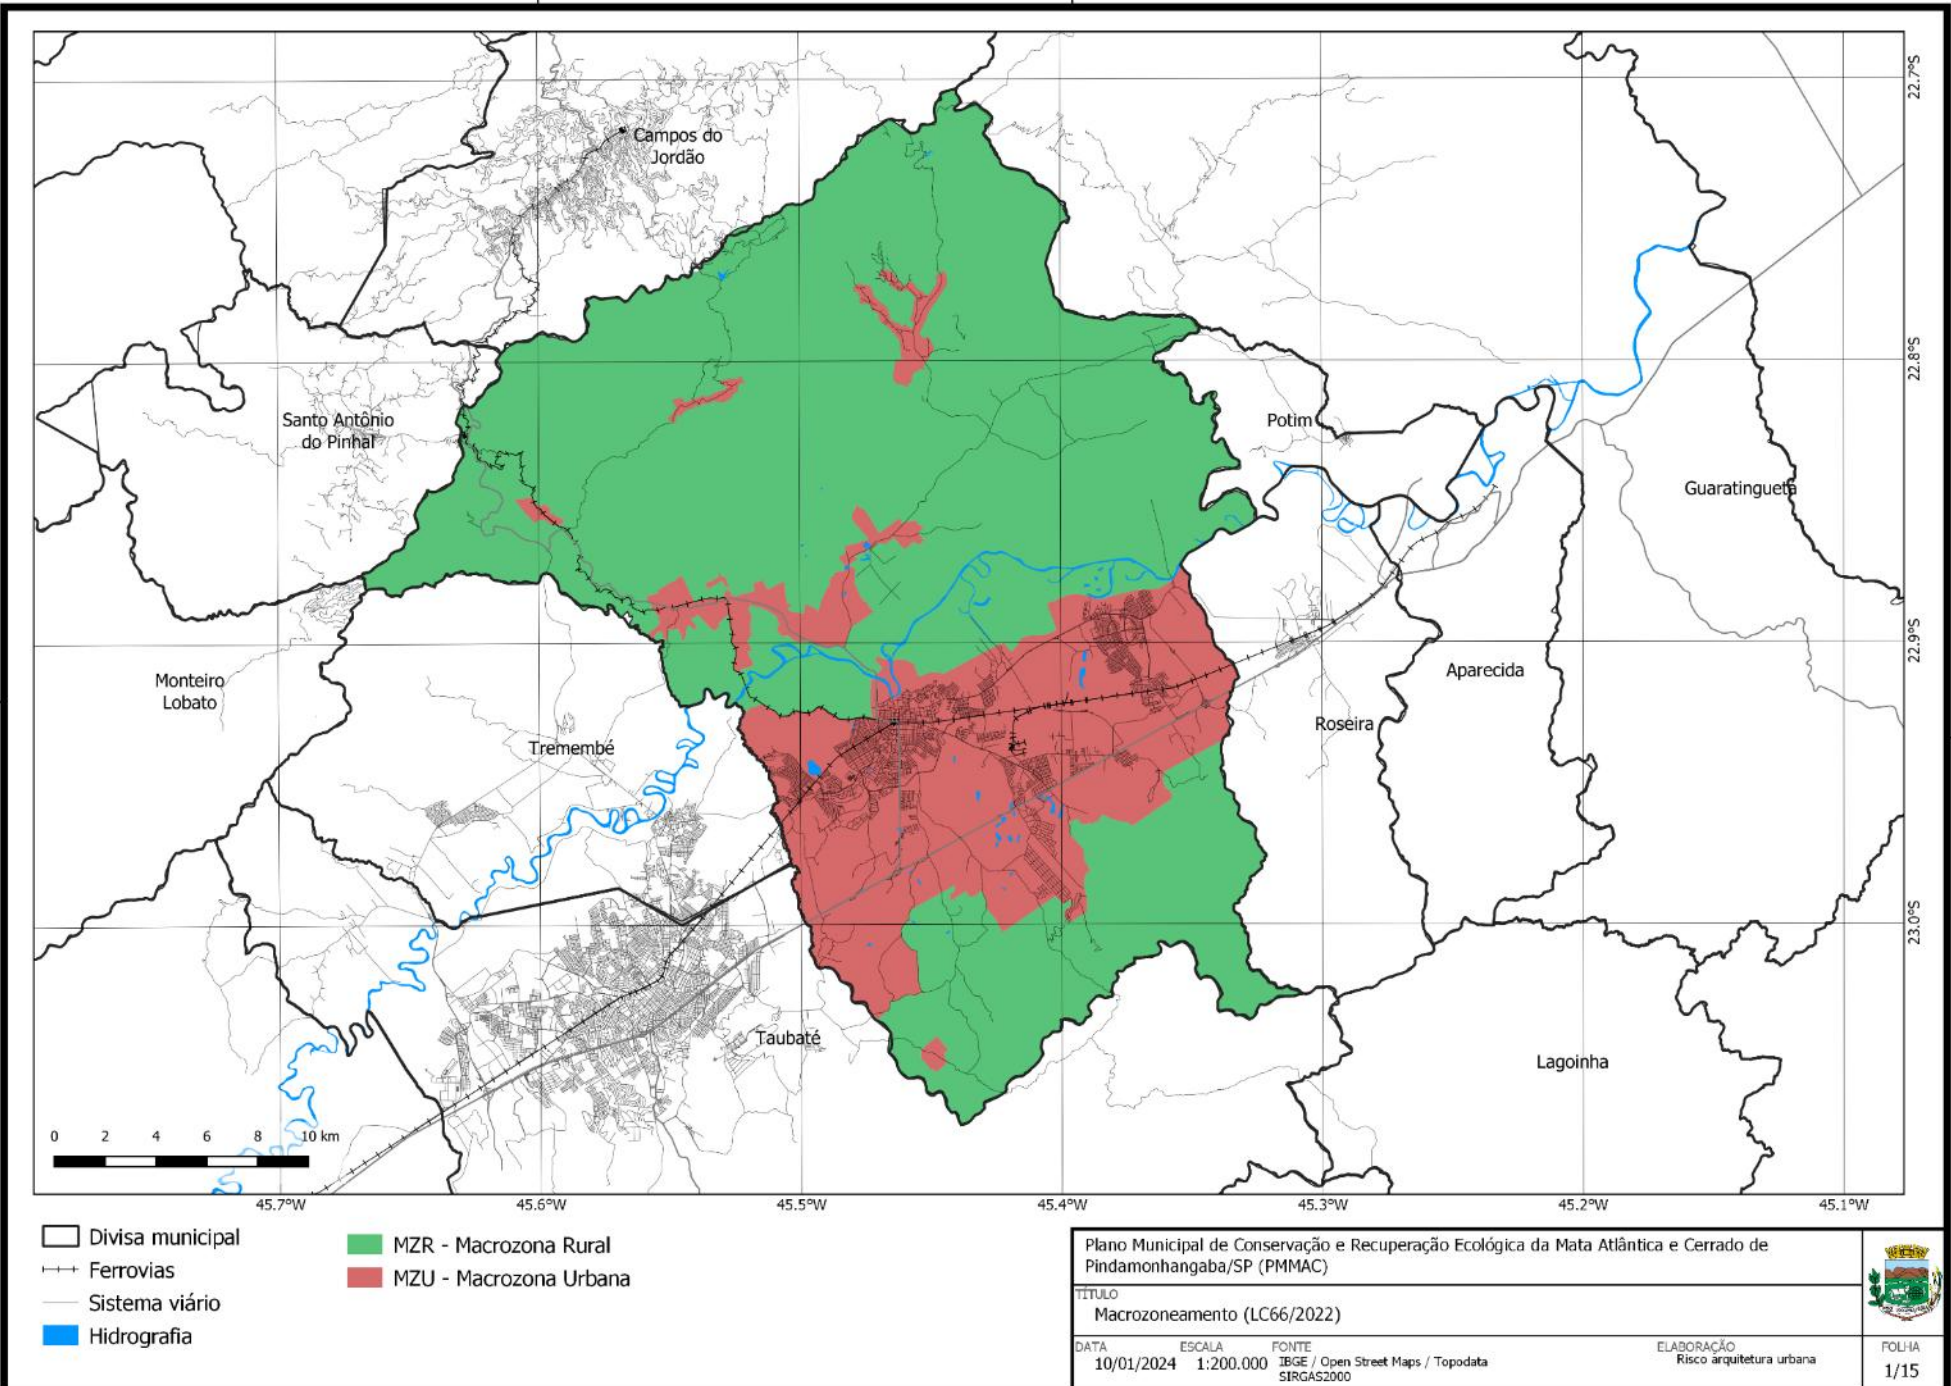 22.7°S
Campos do
Jordão
22.8°S
Santo Antônio
do Pinhal
Potim
Guaratinguetá
22.9°S
Monteiro
Lobato
Aparecida
Tremembé
Roseira
23.0°S
Taubaté
Lagoinha
0 2 4 6 8 10 km
45.7°W 45.6°W 45.5°W 45.4°W 45.3°W 45.2°W 45.1°W
Divisa municipal
Ferrovias
Sistema viário
Hidrografia
MZR - Macrozona Rural
MZU - Macrozona Urbana
Plano Municipal de Conservação e Recuperação Ecológica da Mata Atlântica e Cerrado de
Pindamonhangaba/SP (PMMAC)
TÍTULO
Macrozoneamento (LC66/2022)
DATA ESCALA FONTE ELABORAÇÃO FOLHA
10/01/2024 1:200.000 IBGE / Open Street Maps / Topodata Risco arquitetura urbana 1/15
SIRGAS2000